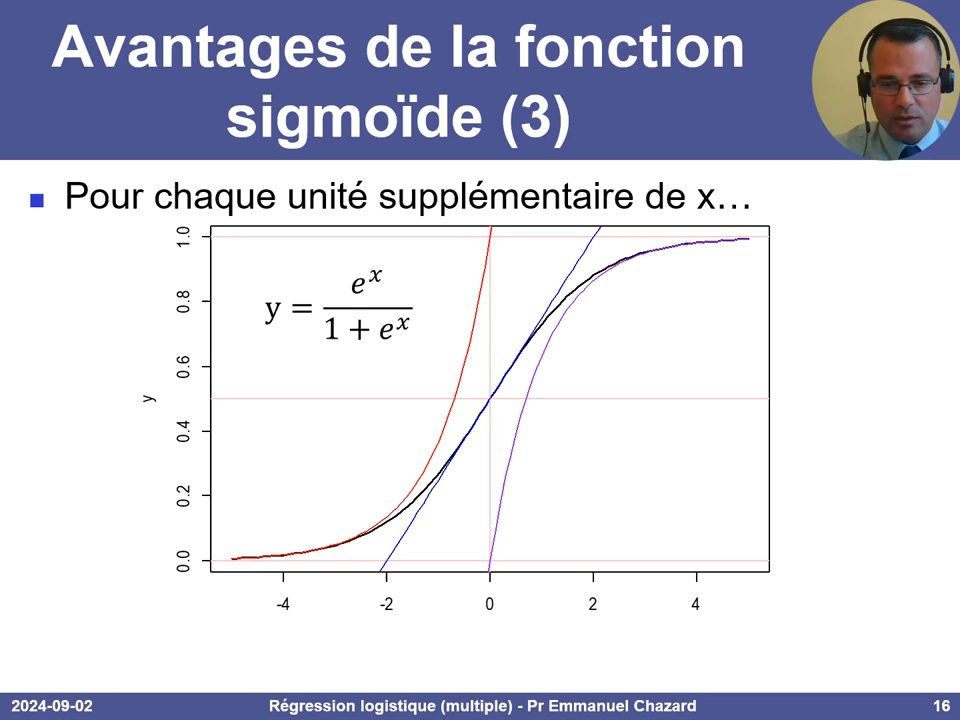 Avantages de la fonction
sigmoïde (3)
Pour chaque unité supplémentaire de x…
y = e^x / (1 + e^x)
y
1.0
0.8
0.6
0.4
0.2
0.0
-4 -2 0 2 4
2024-09-02 Régression logistique (multiple) - Pr Emmanuel Chazard 16